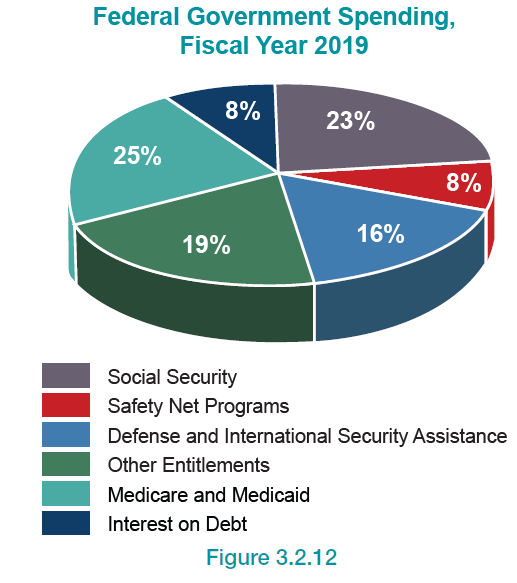 Federal Government Spending,
Fiscal Year 2019
8%
23%
25%
8%
19%
16%
Social Security
Safety Net Programs
Defense and International Security Assistance
Other Entitlements
Medicare and Medicaid
Interest on Debt
Figure 3.2.12